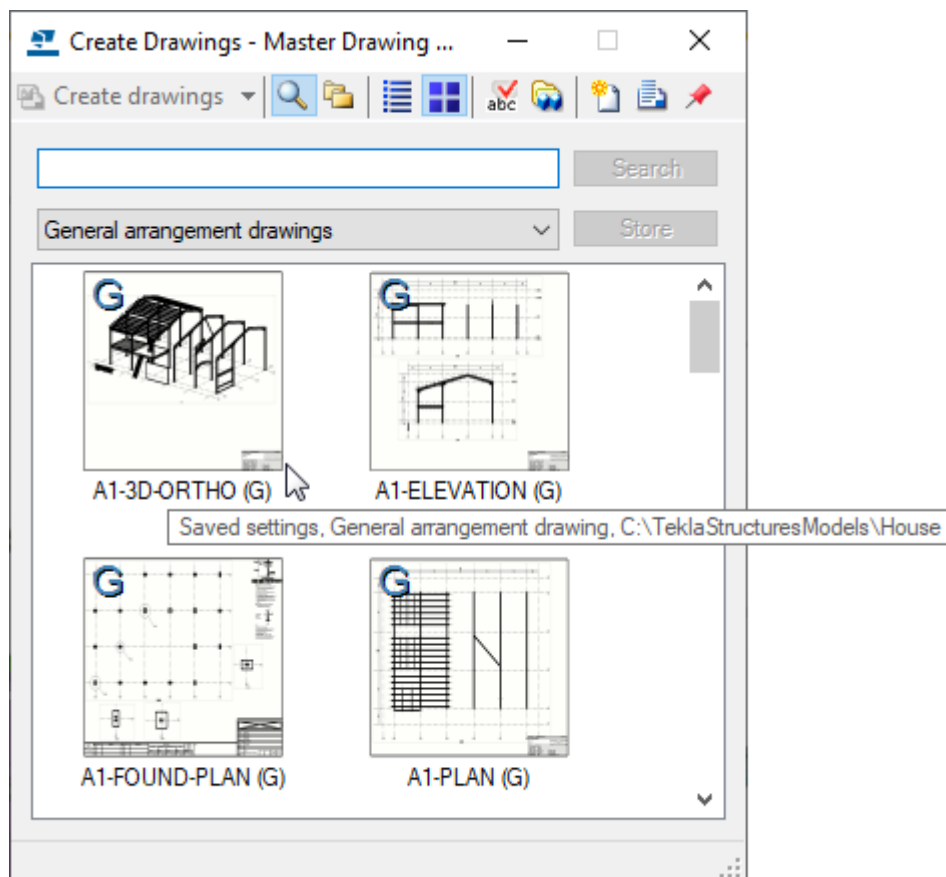 Create Drawings - Master Drawing ...
Create drawings
abc
Search
General arrangement drawings
Store
G
G
A1-3D-ORTHO (G)
A1-ELEVATION (G)
Saved settings, General arrangement drawing, C:\TeklaStructuresModels\House
G
G
A1-FOUND-PLAN (G)
A1-PLAN (G)